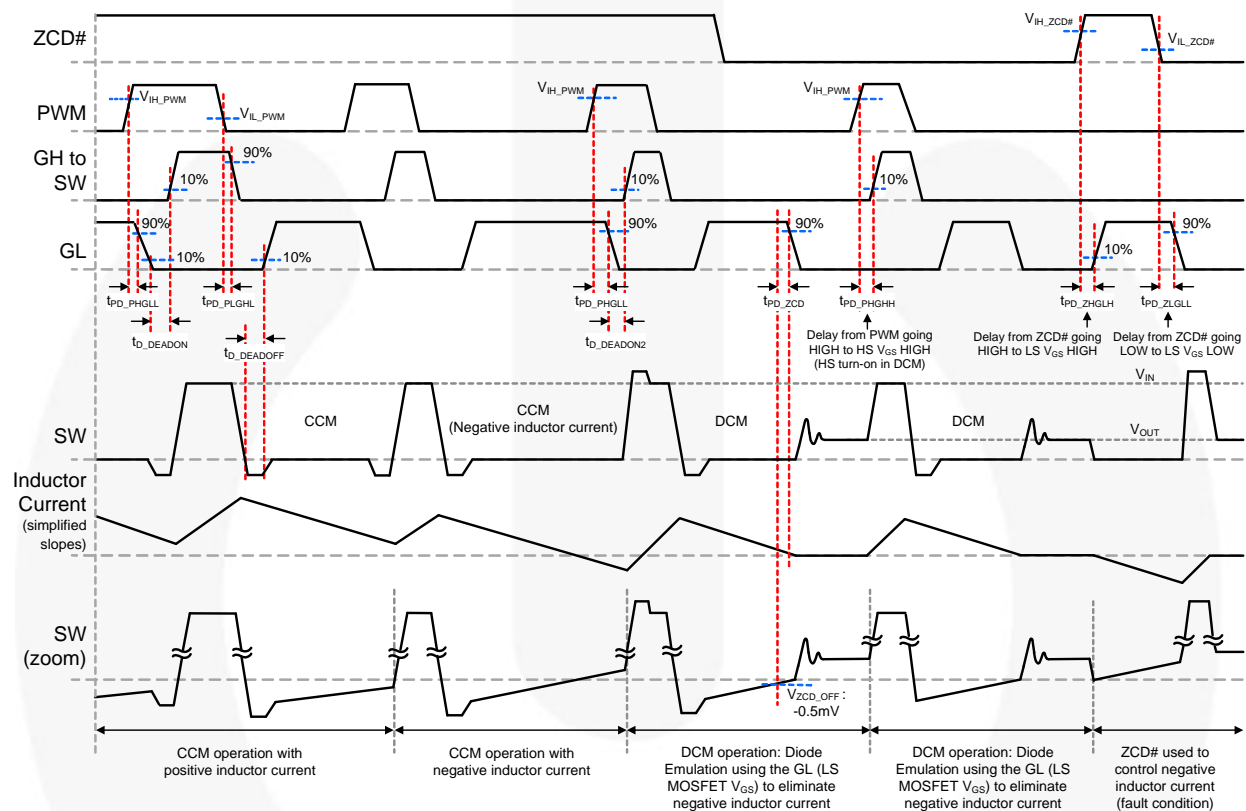 ZCD#
V_IH_ZCD#
V_IL_ZCD#
PWM
V_IH_PWM
V_IL_PWM
V_IH_PWM
V_IH_PWM
GH to
SW
90%
10%
10%
10%
GL
90%
10%
10%
90%
90%
10%
90%
t_PD_PHGLL
t_PD_PLGHL
t_PD_PHGLL
t_PD_ZCD
t_PD_PHGHH
t_PD_ZHGLH
t_PD_ZLGLL
t_D_DEADON
t_D_DEADOFF
t_D_DEADON2
Delay from PWM going
HIGH to HS V_GS HIGH
(HS turn-on in DCM)
Delay from ZCD# going
HIGH to LS V_GS HIGH
Delay from ZCD# going
LOW to LS V_GS LOW
V_IN
SW
CCM
CCM
(Negative inductor current)
DCM
DCM
V_OUT
Inductor
Current
(simplified
slopes)
SW
(zoom)
V_ZCD_OFF :
-0.5mV
CCM operation with
positive inductor current
CCM operation with
negative inductor current
DCM operation: Diode
Emulation using the GL (LS
MOSFET V_GS) to eliminate
negative inductor current
DCM operation: Diode
Emulation using the GL (LS
MOSFET V_GS) to eliminate
negative inductor current
ZCD# used to
control negative
inductor current
(fault condition)